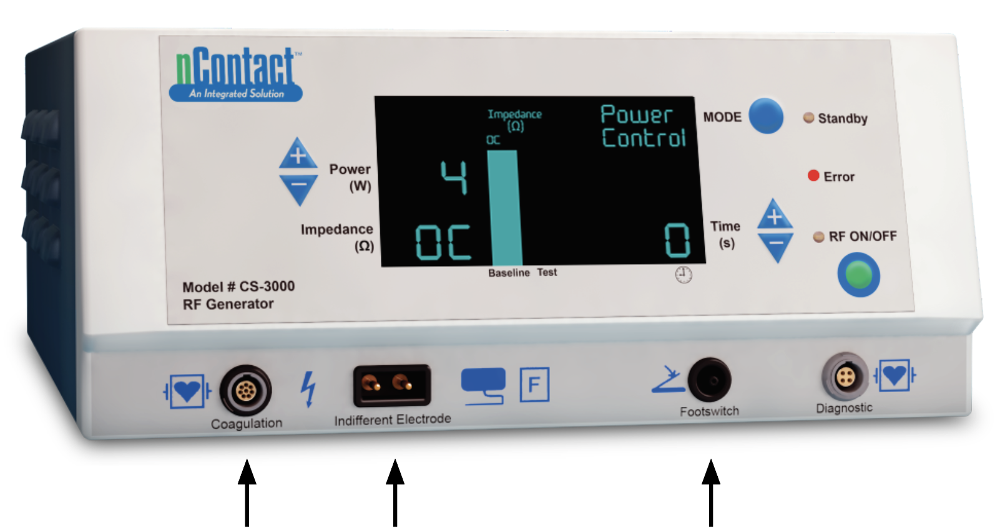 nContact™
An Integrated Solution
Impedance
(Ω)
OC
Power
Control
MODE
Standby
+
−
Power
(W)
4
Error
Impedance
(Ω)
OC
0
Time
(s)
+
−
RF ON/OFF
Baseline Test
Model # CS-3000
RF Generator
F
Coagulation
Indifferent Electrode
Footswitch
Diagnostic